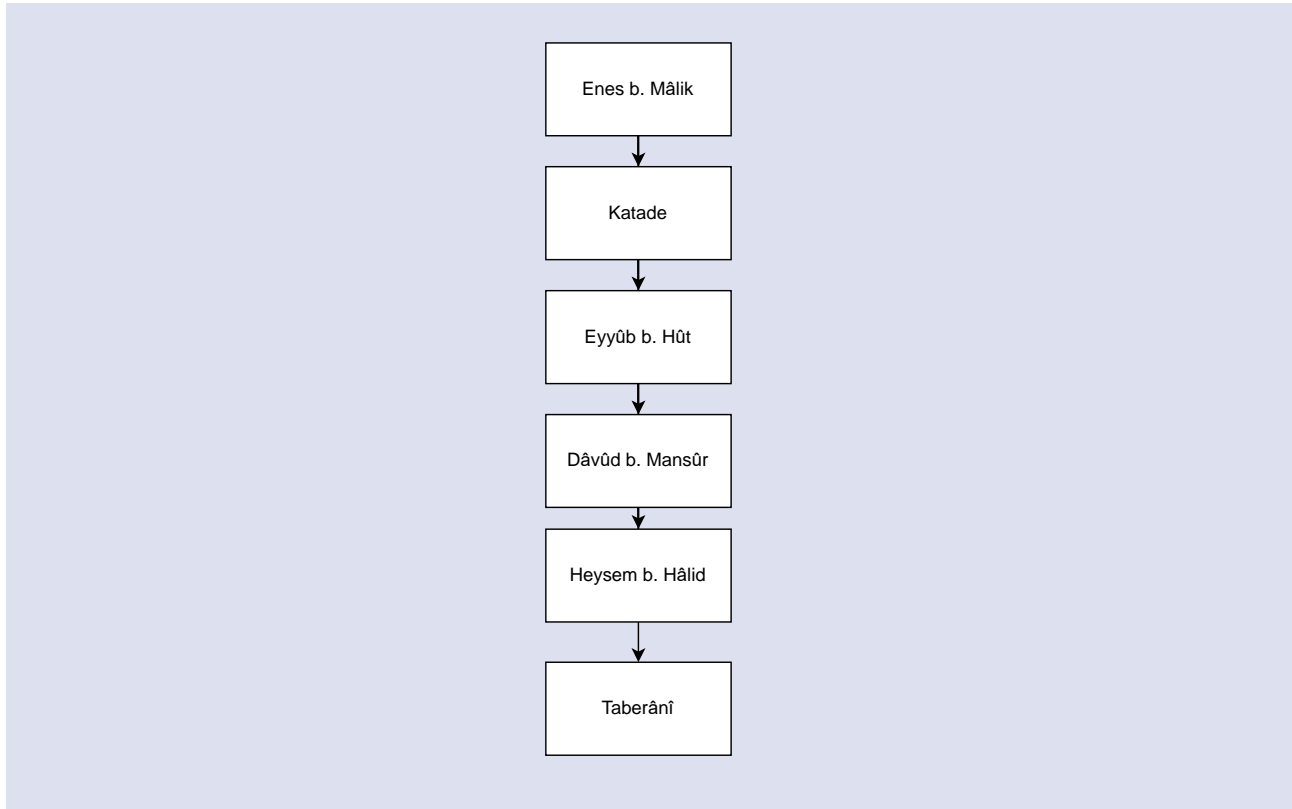 Enes b. Mâlik
Katade
Eyyûb b. Hût
Dâvûd b. Mansûr
Heysem b. Hâlid
Taberânî